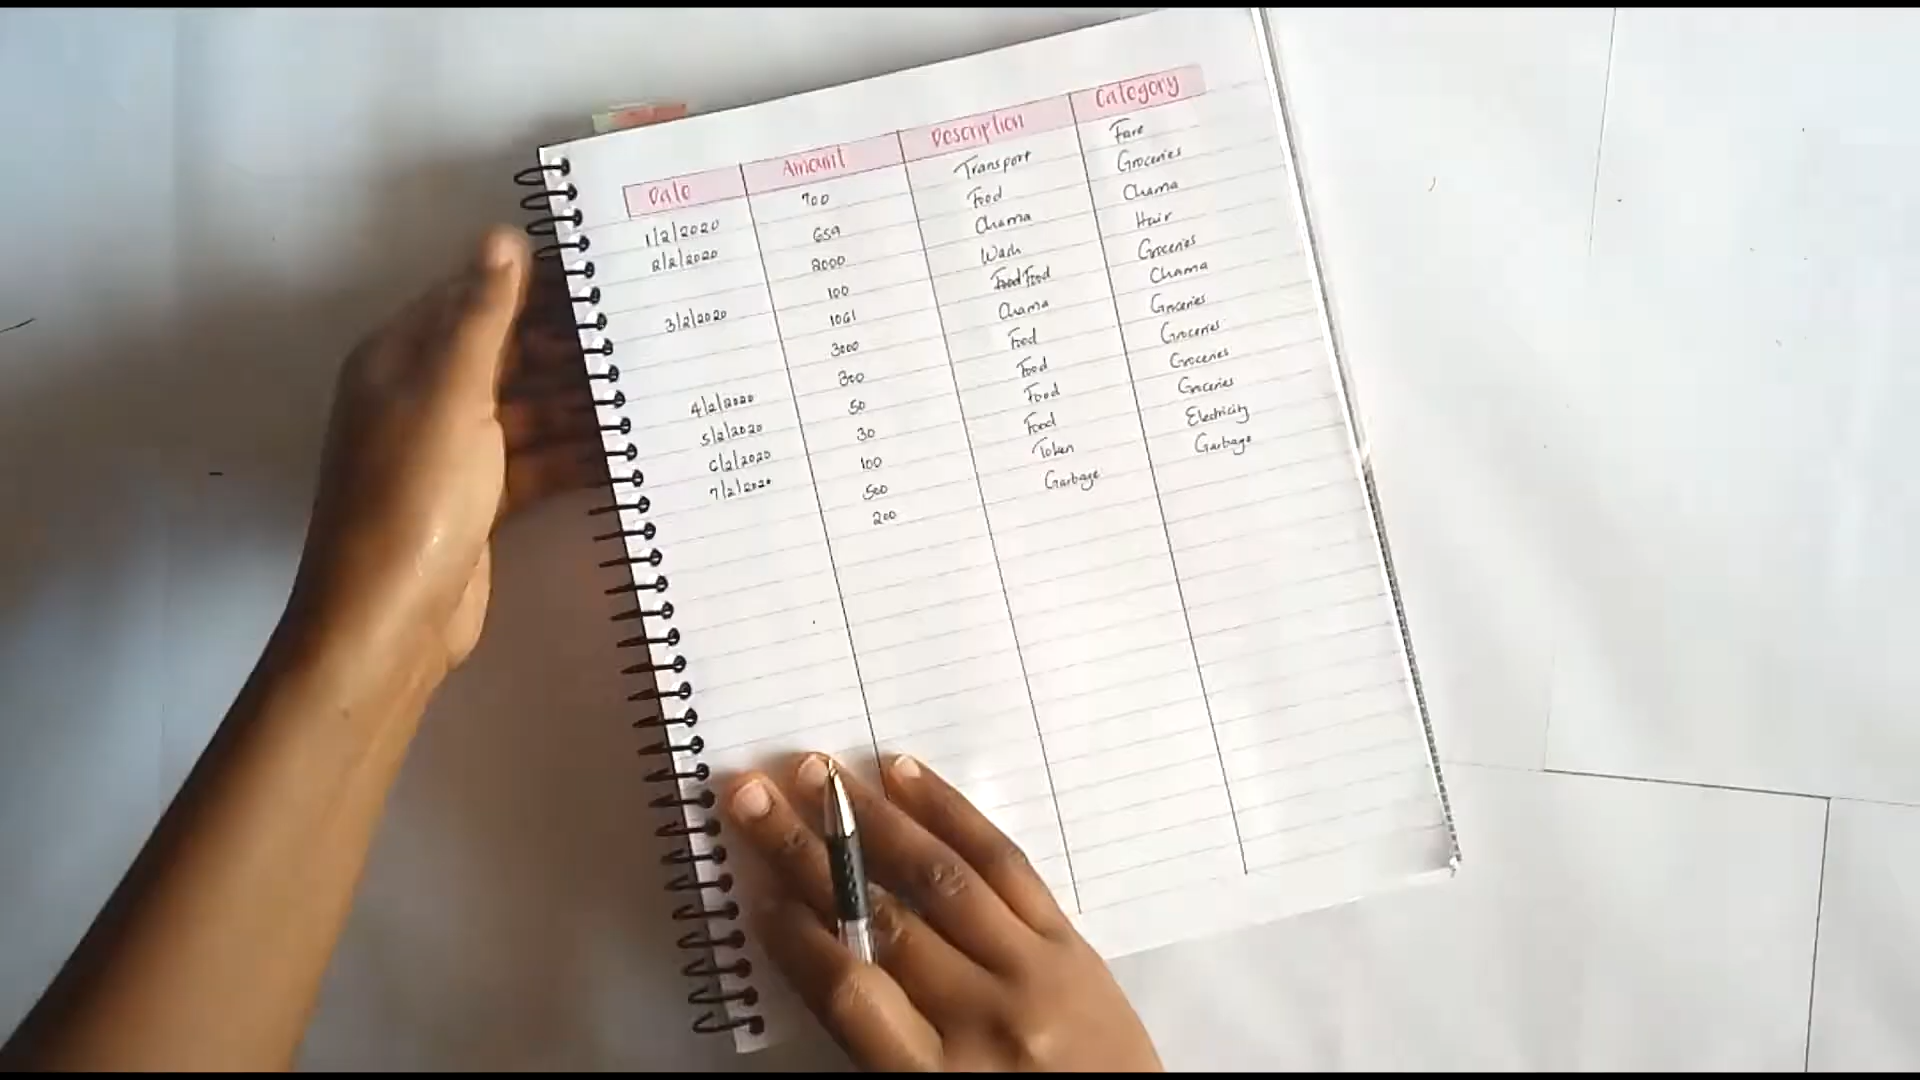 Date Amount Description Category
1/2/2020 700 Transport Fare
2/2/2020 659 Food Groceries
2000 Chama Chama
3/2/2020 100 Wash Hair
1061 Food Food Groceries
3000 Chama Chama
4/2/2020 300 Food Groceries
5/2/2020 50 Food Groceries
6/2/2020 30 Food Groceries
7/2/2020 100 Food Groceries
500 Token Electricity
200 Garbage Garbage